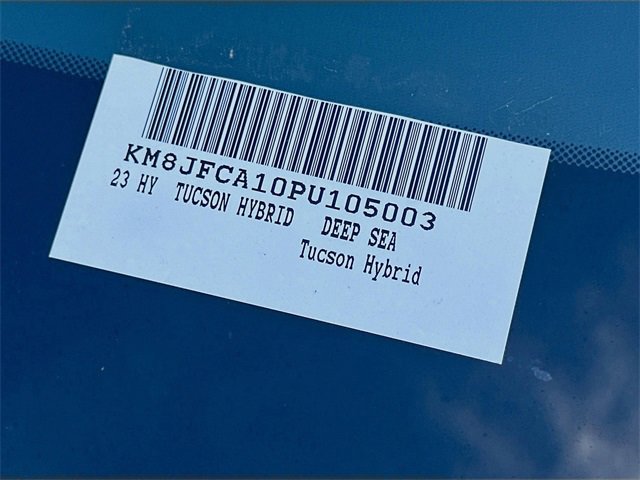 KM8JFCA10PU105003
23 HY TUCSON HYBRID DEEP SEA
Tucson Hybrid